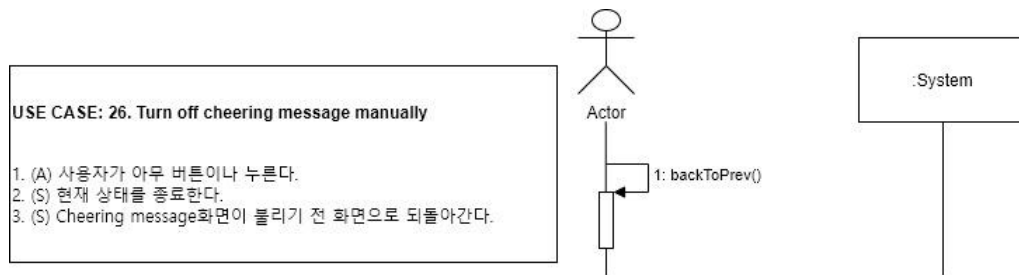 USE CASE: 26. Turn off cheering message manually
1. (A) 사용자가 아무 버튼이나 누른다.
2. (S) 현재 상태를 종료한다.
3. (S) Cheering message화면이 불리기 전 화면으로 되돌아간다.
Actor
1: backToPrev()
:System